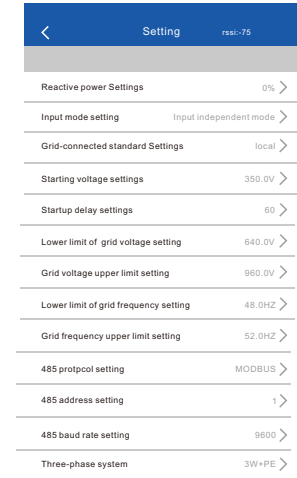 Setting rssi:-75
Reactive power Settings 0%
Input mode setting Input independent mode
Grid-connected standard Settings local
Starting voltage settings 350.0V
Startup delay settings 60
Lower limit of grid voltage setting 640.0V
Grid voltage upper limit setting 960.0V
Lower limit of grid frequency setting 48.0HZ
Grid frequency upper limit setting 52.0HZ
485 protpcol setting MODBUS
485 address setting 1
485 baud rate setting 9600
Three-phase system 3W+PE